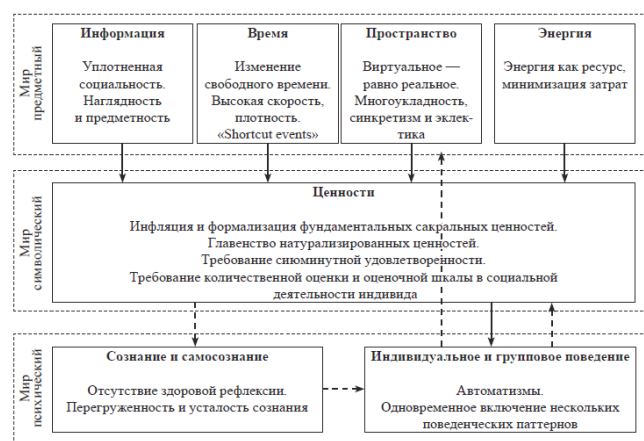 Мир
предметный
Информация
Уплотненная
социальность.
Наглядность
и предметность
Время
Изменение
свободного времени.
Высокая скорость,
плотность.
«Shortcut events»
Пространство
Виртуальное —
равно реальное.
Многоукладность,
синкретизм и эклек-
тика
Энергия
Энергия как ресурс,
минимизация затрат
Мир
символический
Ценности
Инфляция и формализация фундаментальных сакральных ценностей.
Главенство натурализированных ценностей.
Требование сиюминутной удовлетворенности.
Требование количественной оценки и оценочной шкалы в социальной
деятельности индивида
Мир
психический
Сознание и самосознание
Отсутствие здоровой рефлексии.
Перегруженность и усталость сознания
Индивидуальное и групповое поведение
Автоматизмы.
Одновременное включение нескольких
поведенческих паттернов